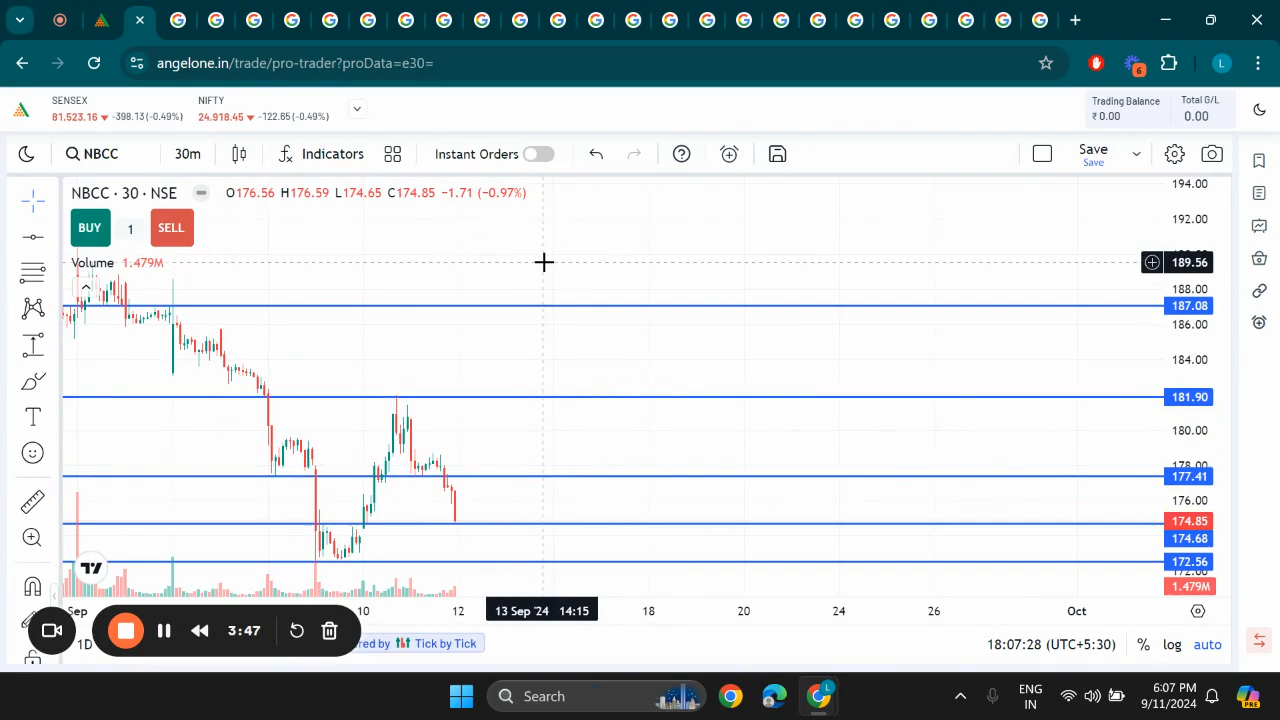 angelone.in/trade/pro-trader?proData=e30=
6
L
SENSEX
81,523.16 -398.13 (-0.49%)
NIFTY
24,918.45 -122.65 (-0.49%)
Trading Balance
₹ 0.00
Total G/L
0.00
NBCC
30m
Indicators
Instant Orders
Save
Save
NBCC · 30 · NSE
O176.56 H176.59 L174.65 C174.85 −1.71 (−0.97%)
BUY
1
SELL
Volume 1.479M
194.00
192.00
189.56
188.00
187.08
186.00
184.00
181.90
180.00
178.00
177.41
176.00
174.85
174.68
172.56
1.479M
Sep
10
12
13 Sep '24 14:15
18
20
24
26
Oct
3:47
1D
ed by Tick by Tick
18:07:28 (UTC+5:30)
%
log
auto
Search
L
ENG
IN
6:07 PM
9/11/2024
PRE